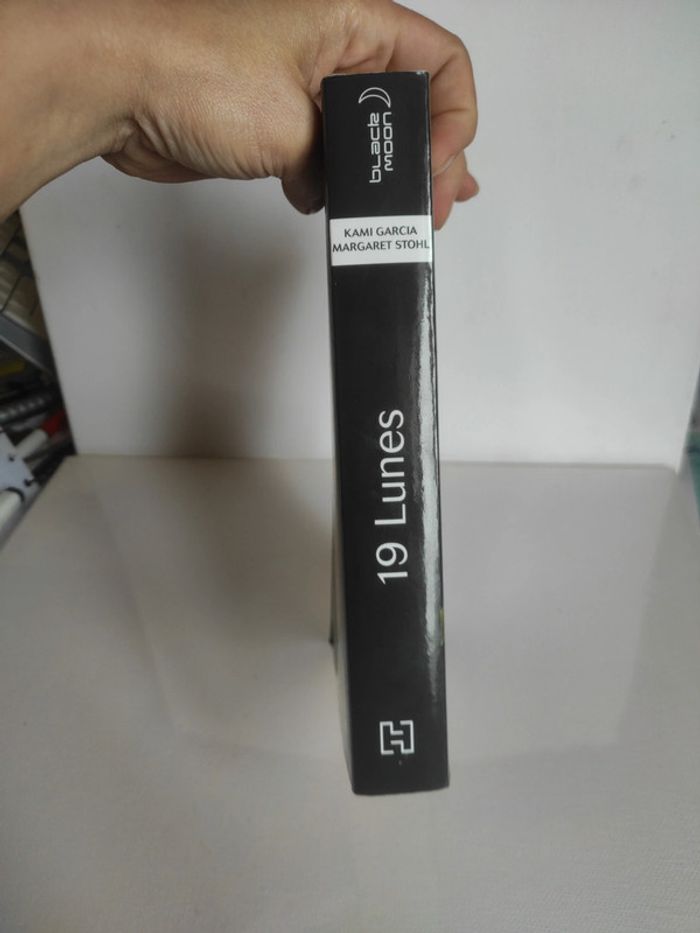 black
moon
KAMI GARCIA
MARGARET STOHL
19 Lunes